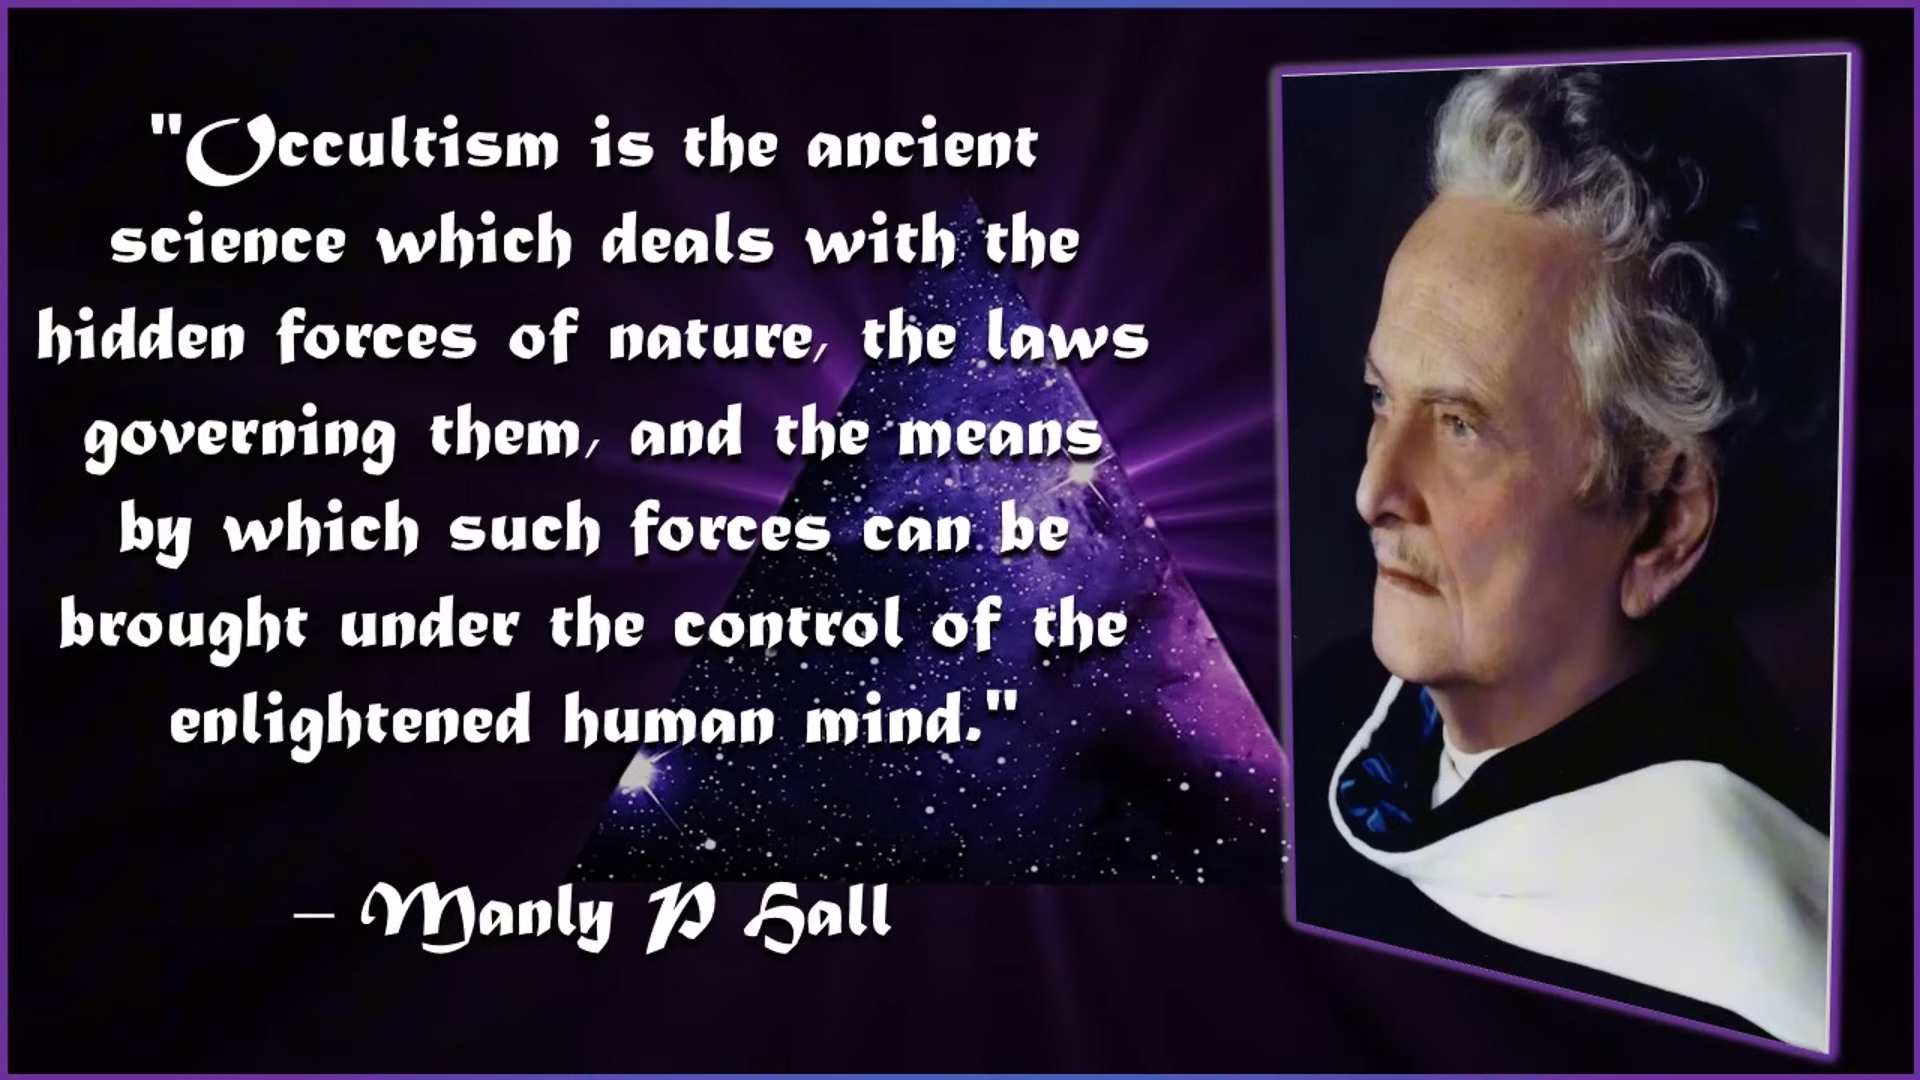 "Occultism is the ancient
science which deals with the
hidden forces of nature, the laws
governing them, and the means
by which such forces can be
brought under the control of the
enlightened human mind."
– Manly P Hall